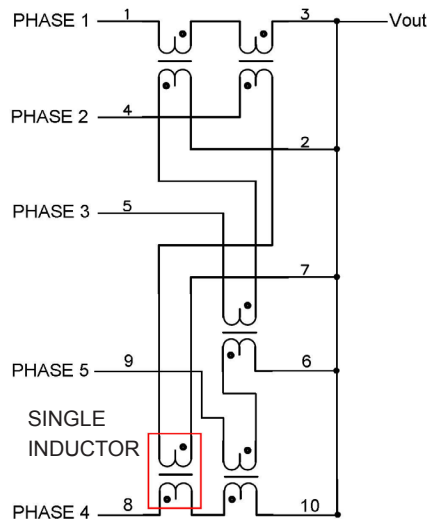 PHASE 1 1 3 Vout
PHASE 2 4
2
PHASE 3 5
7
PHASE 5 9 6
SINGLE
INDUCTOR
PHASE 4 8 10